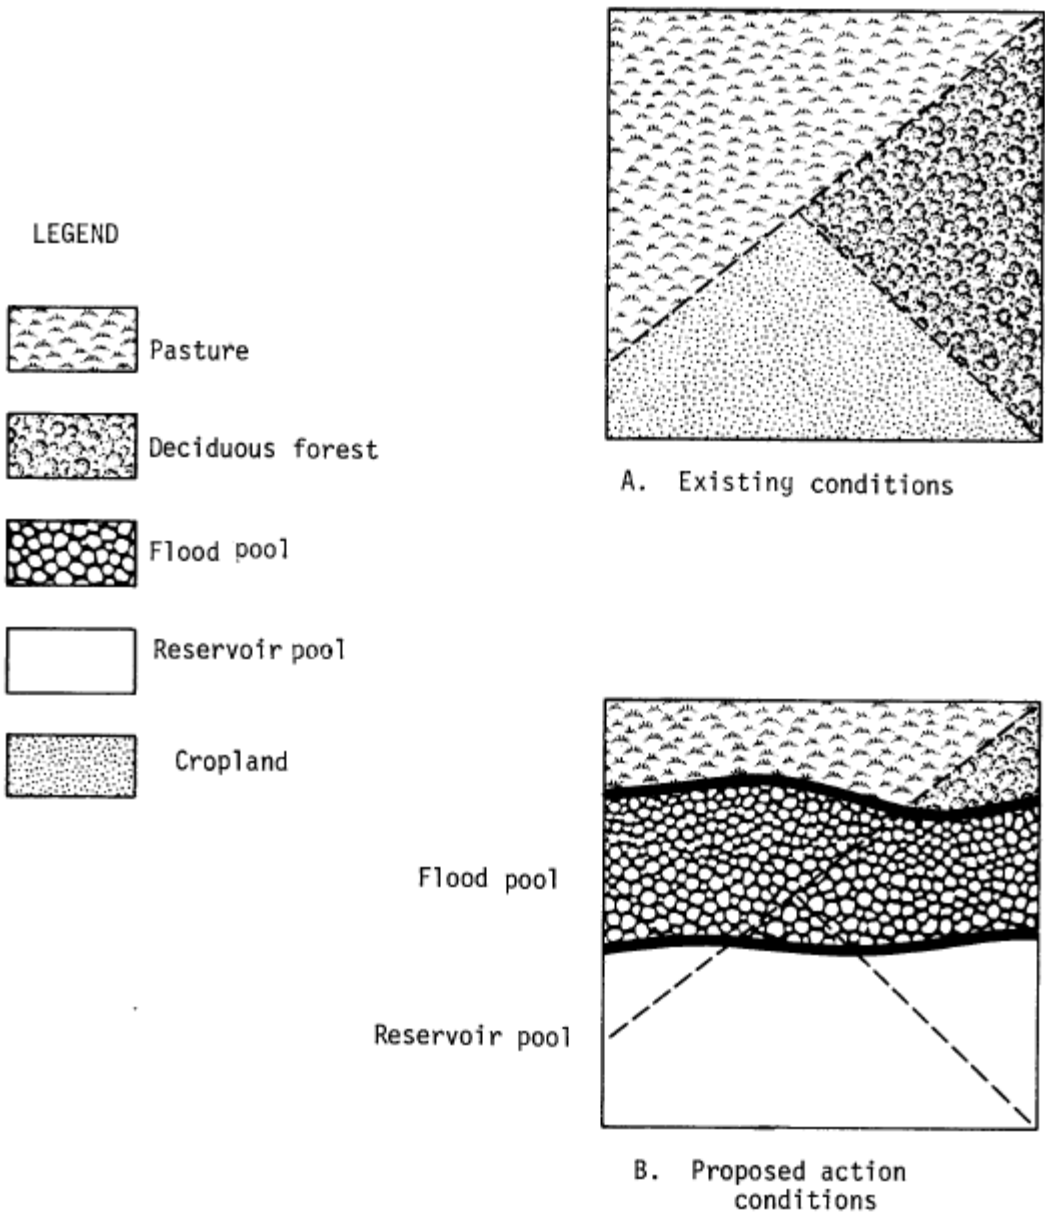 LEGEND
Pasture
Deciduous forest
Flood pool
Reservoir pool
Cropland
A. Existing conditions
Flood pool
Reservoir pool
B. Proposed action
conditions